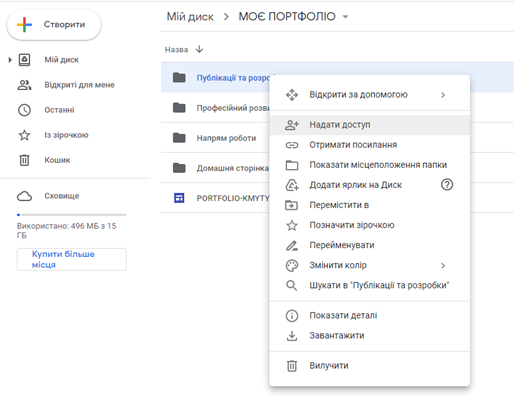 Створити
Мій диск
Відкриті для мене
Останні
Із зірочкою
Кошик
Сховище
Використано: 496 МБ з 15
ГБ
Купити більше
місця
Мій диск > МОЄ ПОРТФОЛІО
Назва
Публікації та розробки
Професійний розви
Напрям роботи
Домашня сторінка
PORTFOLIO-KMYTY
Відкрити за допомогою
Надати доступ
Отримати посилання
Показати місцеположення папки
Додати ярлик на Диск
Перемістити в
Позначити зірочкою
Перейменувати
Змінити колір
Шукати в "Публікації та розробки"
Показати деталі
Завантажити
Вилучити